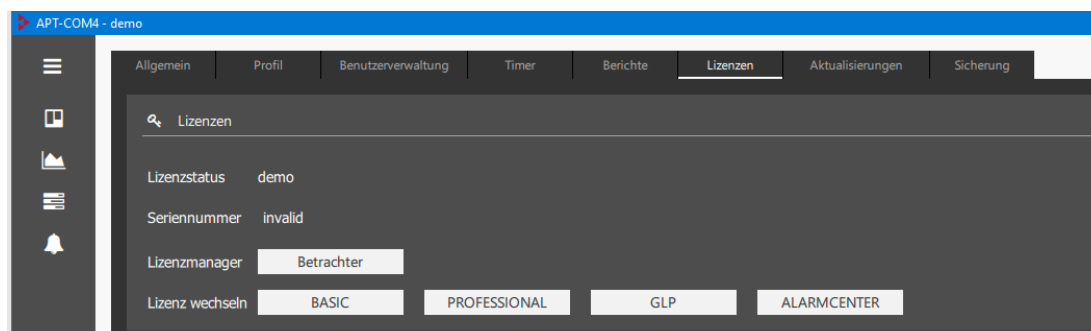 APT-COM4 - demo
Allgemein Profil Benutzerverwaltung Timer Berichte Lizenzen Aktualisierungen Sicherung
Lizenzen
Lizenzstatus demo
Seriennummer invalid
Lizenzmanager Betrachter
Lizenz wechseln BASIC PROFESSIONAL GLP ALARMCENTER